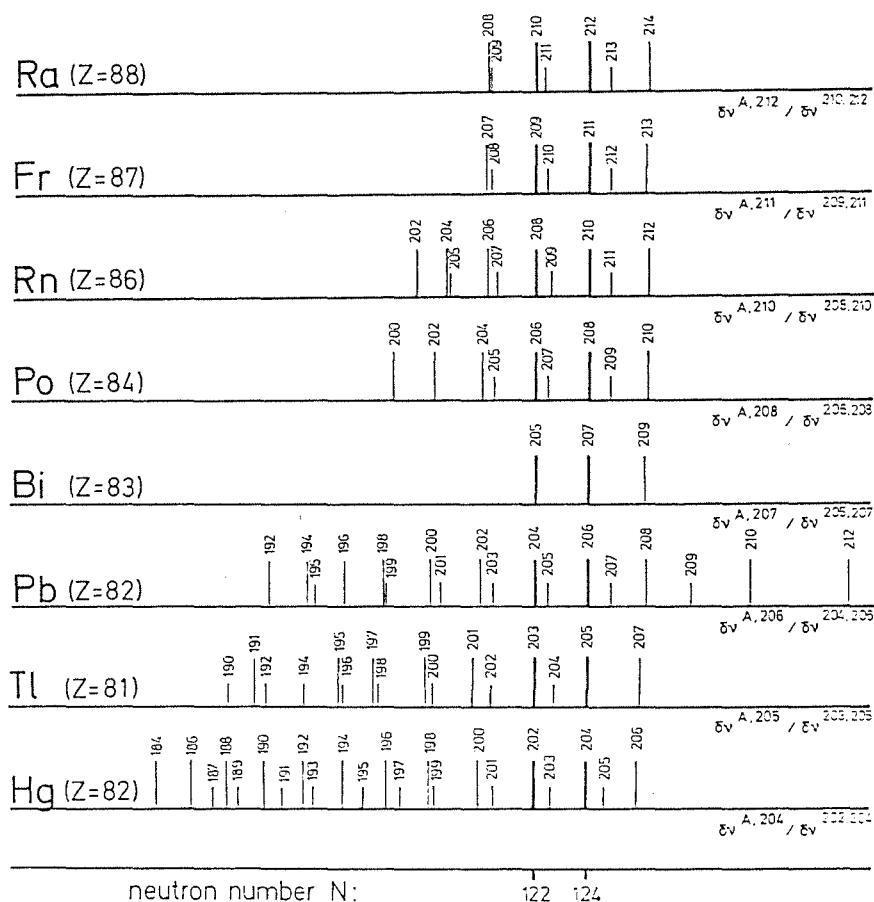 208 209 210 211 212 213 214
Ra (Z=88)
δν A,212 / δν 210,212
207 208 209 210 211 212 213
Fr (Z=87)
δν A,211 / δν 209,211
202 204 205 206 207 208 209 210 211 212
Rn (Z=86)
δν A,210 / δν 208,210
200 202 204 205 206 207 208 209 210
Po (Z=84)
δν A,208 / δν 206,208
205 207 209
Bi (Z=83)
δν A,207 / δν 205,207
192 194 195 196 198 199 200 201 202 203 204 205 206 207 208 209 210 212
Pb (Z=82)
δν A,206 / δν 204,206
190 191 192 194 195 196 197 198 199 200 201 202 203 204 205 207
Tl (Z=81)
δν A,205 / δν 203,205
184 186 187 188 189 190 191 192 193 194 195 196 197 198 199 200 201 202 203 204 205 206
Hg (Z=82)
δν A,204 / δν 202,204
neutron number N: 122 124